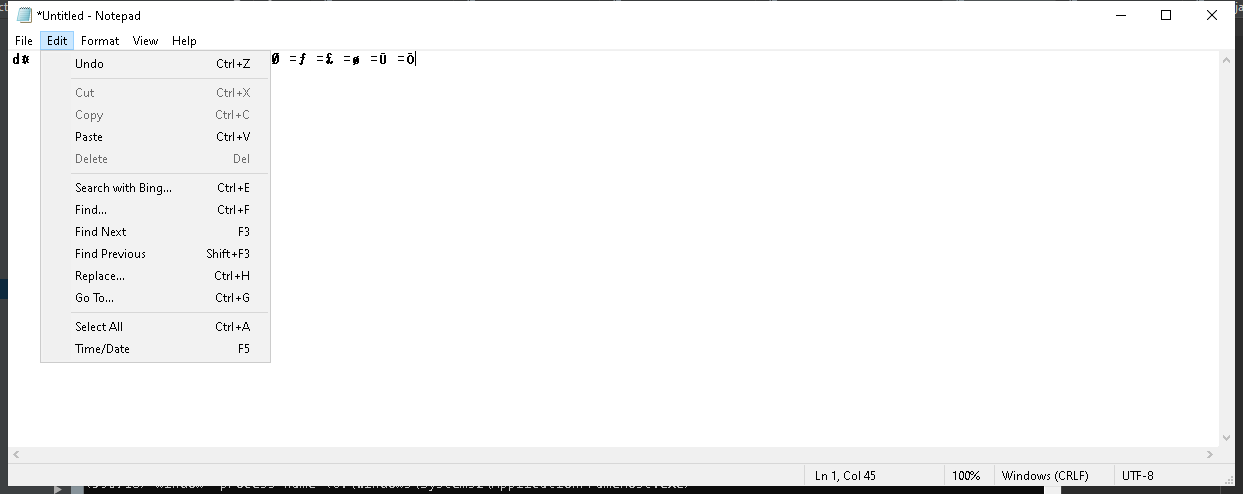 *Untitled - Notepad
File Edit Format View Help
d¤ Ø =ƒ =£ =ø =Ū =Ō
Undo Ctrl+Z
Cut Ctrl+X
Copy Ctrl+C
Paste Ctrl+V
Delete Del
Search with Bing... Ctrl+E
Find... Ctrl+F
Find Next F3
Find Previous Shift+F3
Replace... Ctrl+H
Go To... Ctrl+G
Select All Ctrl+A
Time/Date F5
Ln 1, Col 45 100% Windows (CRLF) UTF-8